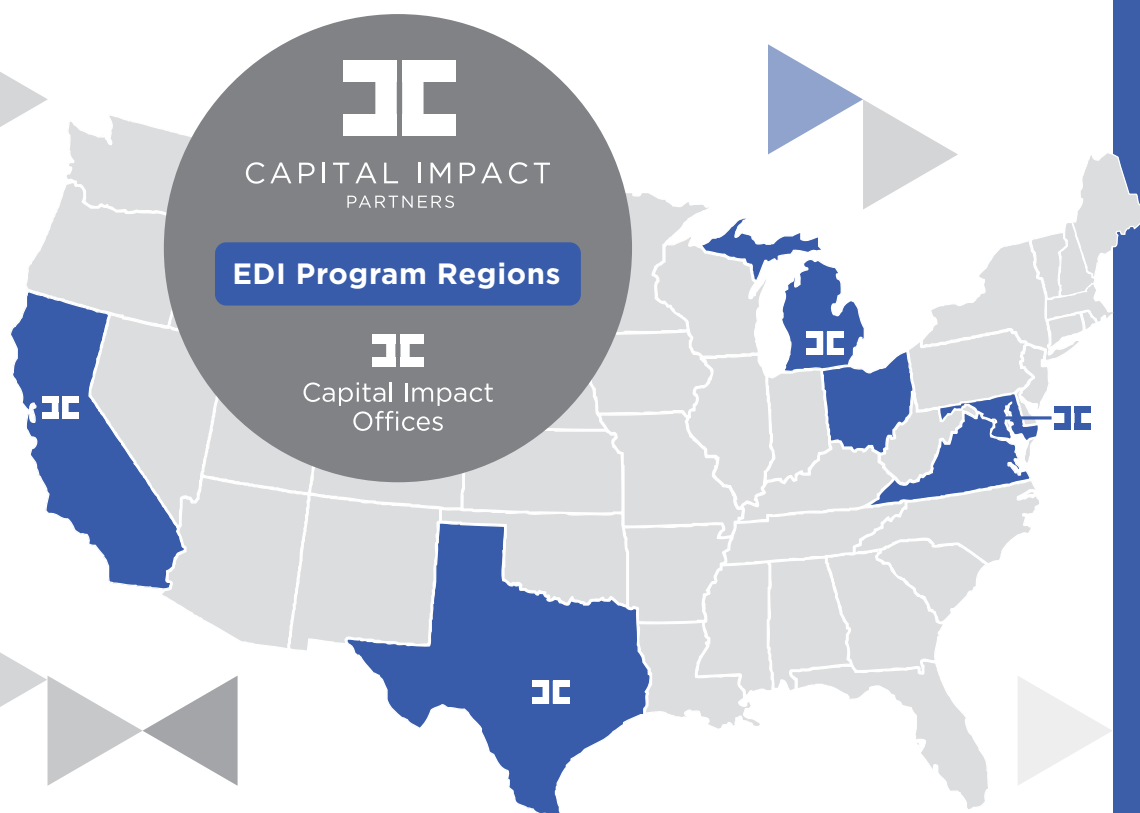 CAPITAL IMPACT
PARTNERS
EDI Program Regions
Capital Impact
Offices